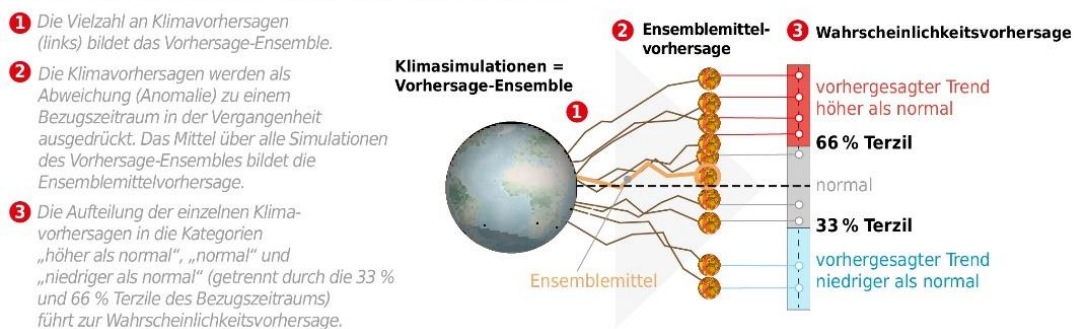 1 Die Vielzahl an Klimavorhersagen
(links) bildet das Vorhersage-Ensemble.
2 Die Klimavorhersagen werden als
Abweichung (Anomalie) zu einem
Bezugszeitraum in der Vergangenheit
ausgedrückt. Das Mittel über alle Simulationen
des Vorhersage-Ensembles bildet die
Ensemblemittelvorhersage.
3 Die Aufteilung der einzelnen Klima-
vorhersagen in die Kategorien
„höher als normal“, „normal“ und
„niedriger als normal“ (getrennt durch die 33 %
und 66 % Terzile des Bezugszeitraums)
führt zur Wahrscheinlichkeitsvorhersage.
Klimasimulationen =
Vorhersage-Ensemble
1
Ensemblemittel
2 Ensemblemittel-
vorhersage
3 Wahrscheinlichkeitsvorhersage
vorhergesagter Trend
höher als normal
66 % Terzil
normal
33 % Terzil
vorhergesagter Trend
niedriger als normal